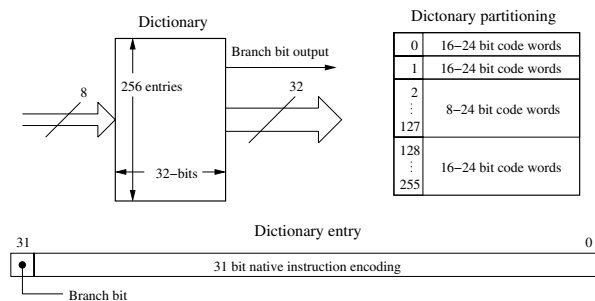 Dictionary
Branch bit output
8
256 entries
32
32−bits
Dictonary partitioning
0 16−24 bit code words
1 16−24 bit code words
2
⋮ 8−24 bit code words
127
128
⋮ 16−24 bit code words
255
Dictionary entry
31 0
31 bit native instruction encoding
Branch bit